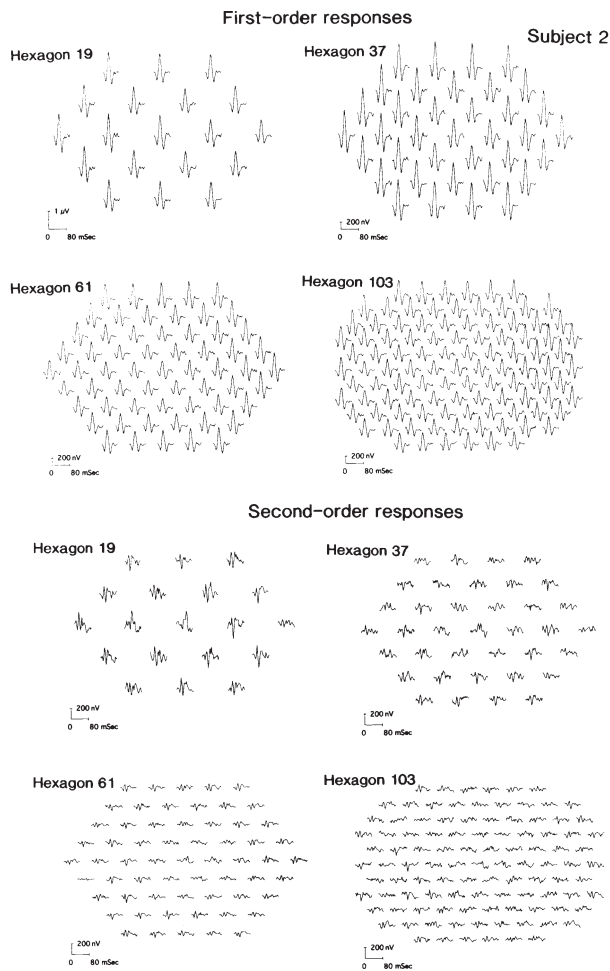 First-order responses
Subject 2
Hexagon 19
Hexagon 37
1 μV
0 80 mSec
200 nV
0 80 mSec
Hexagon 61
Hexagon 103
200 nV
0 80 mSec
200 nV
0 80 mSec
Second-order responses
Hexagon 19
Hexagon 37
200 nV
0 80 mSec
200 nV
0 80 mSec
Hexagon 61
Hexagon 103
200 nV
0 80 mSec
200 nV
0 80 mSec